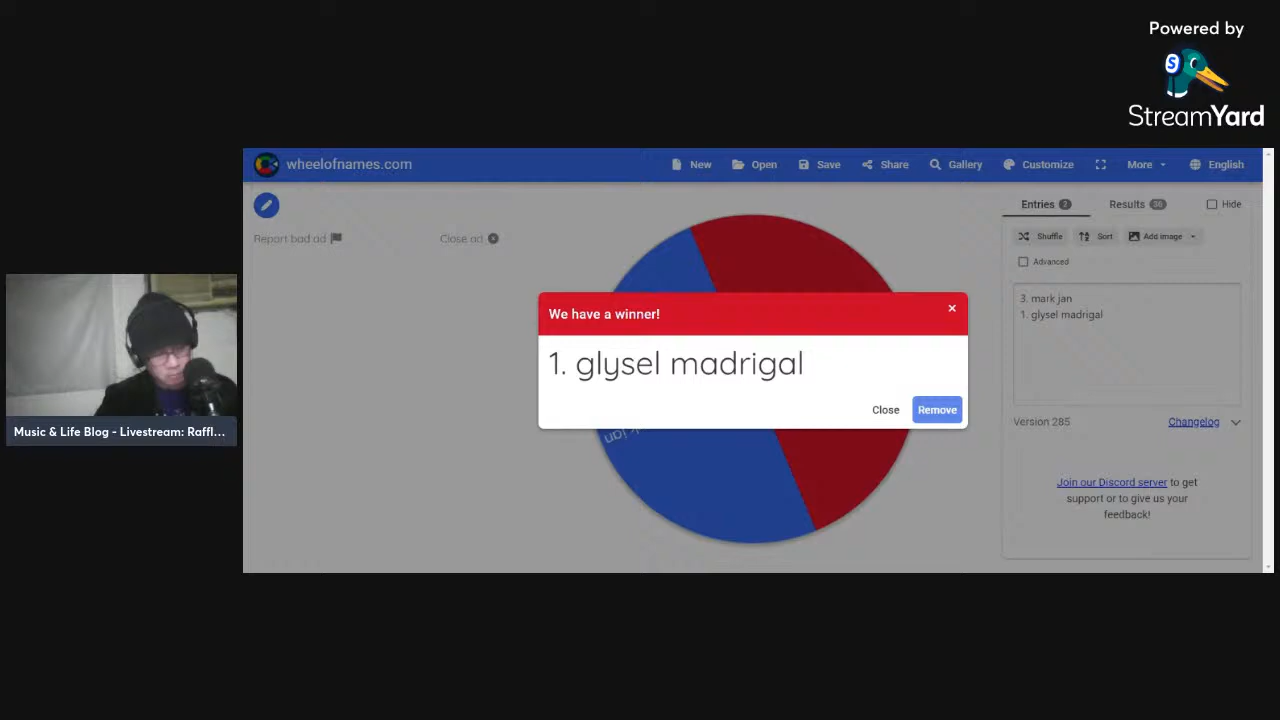 Powered by
StreamYard
wheelofnames.com
New
Open
Save
Share
Gallery
Customize
More
English
Report bad ad
Close ad
Entries 2
Results 36
Hide
Shuffle
Sort
Add image
Advanced
3. mark jan
1. glysel madrigal
We have a winner!
×
1. glysel madrigal
Close
Remove
Version 285
Changelog
Join our Discord server to get
support or to give us your
feedback!
Music & Life Blog - Livestream: Raffl...